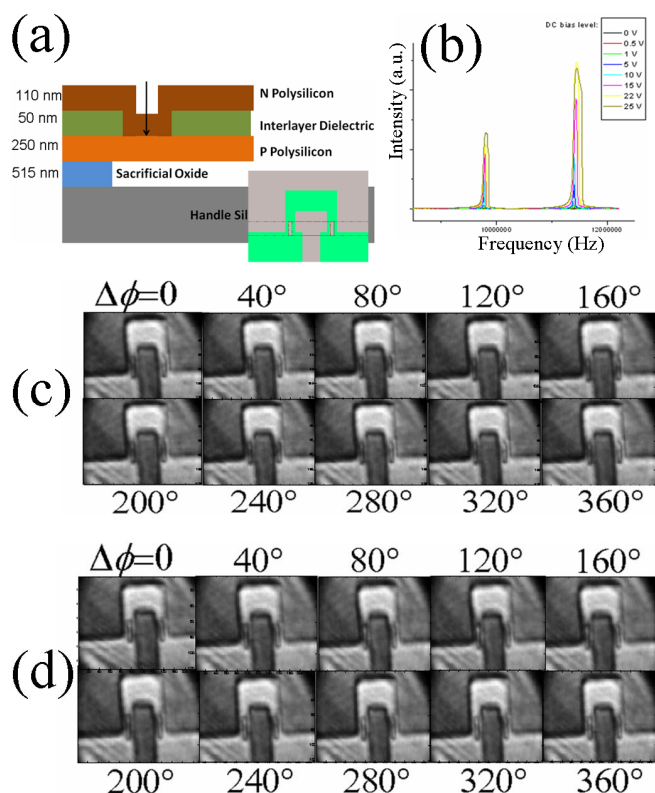 (a)
110 nm
N Polysilicon
50 nm
Interlayer Dielectric
250 nm
P Polysilicon
515 nm
Sacrificial Oxide
Handle Sil
(b)
DC bias level:
0 V
0.5 V
1 V
5 V
10 V
15 V
22 V
25 V
Intensity (a.u.)
10000000 12000000
Frequency (Hz)
(c)
Δϕ=0 40° 80° 120° 160°
200° 240° 280° 320° 360°
(d)
Δϕ=0 40° 80° 120° 160°
200° 240° 280° 320° 360°